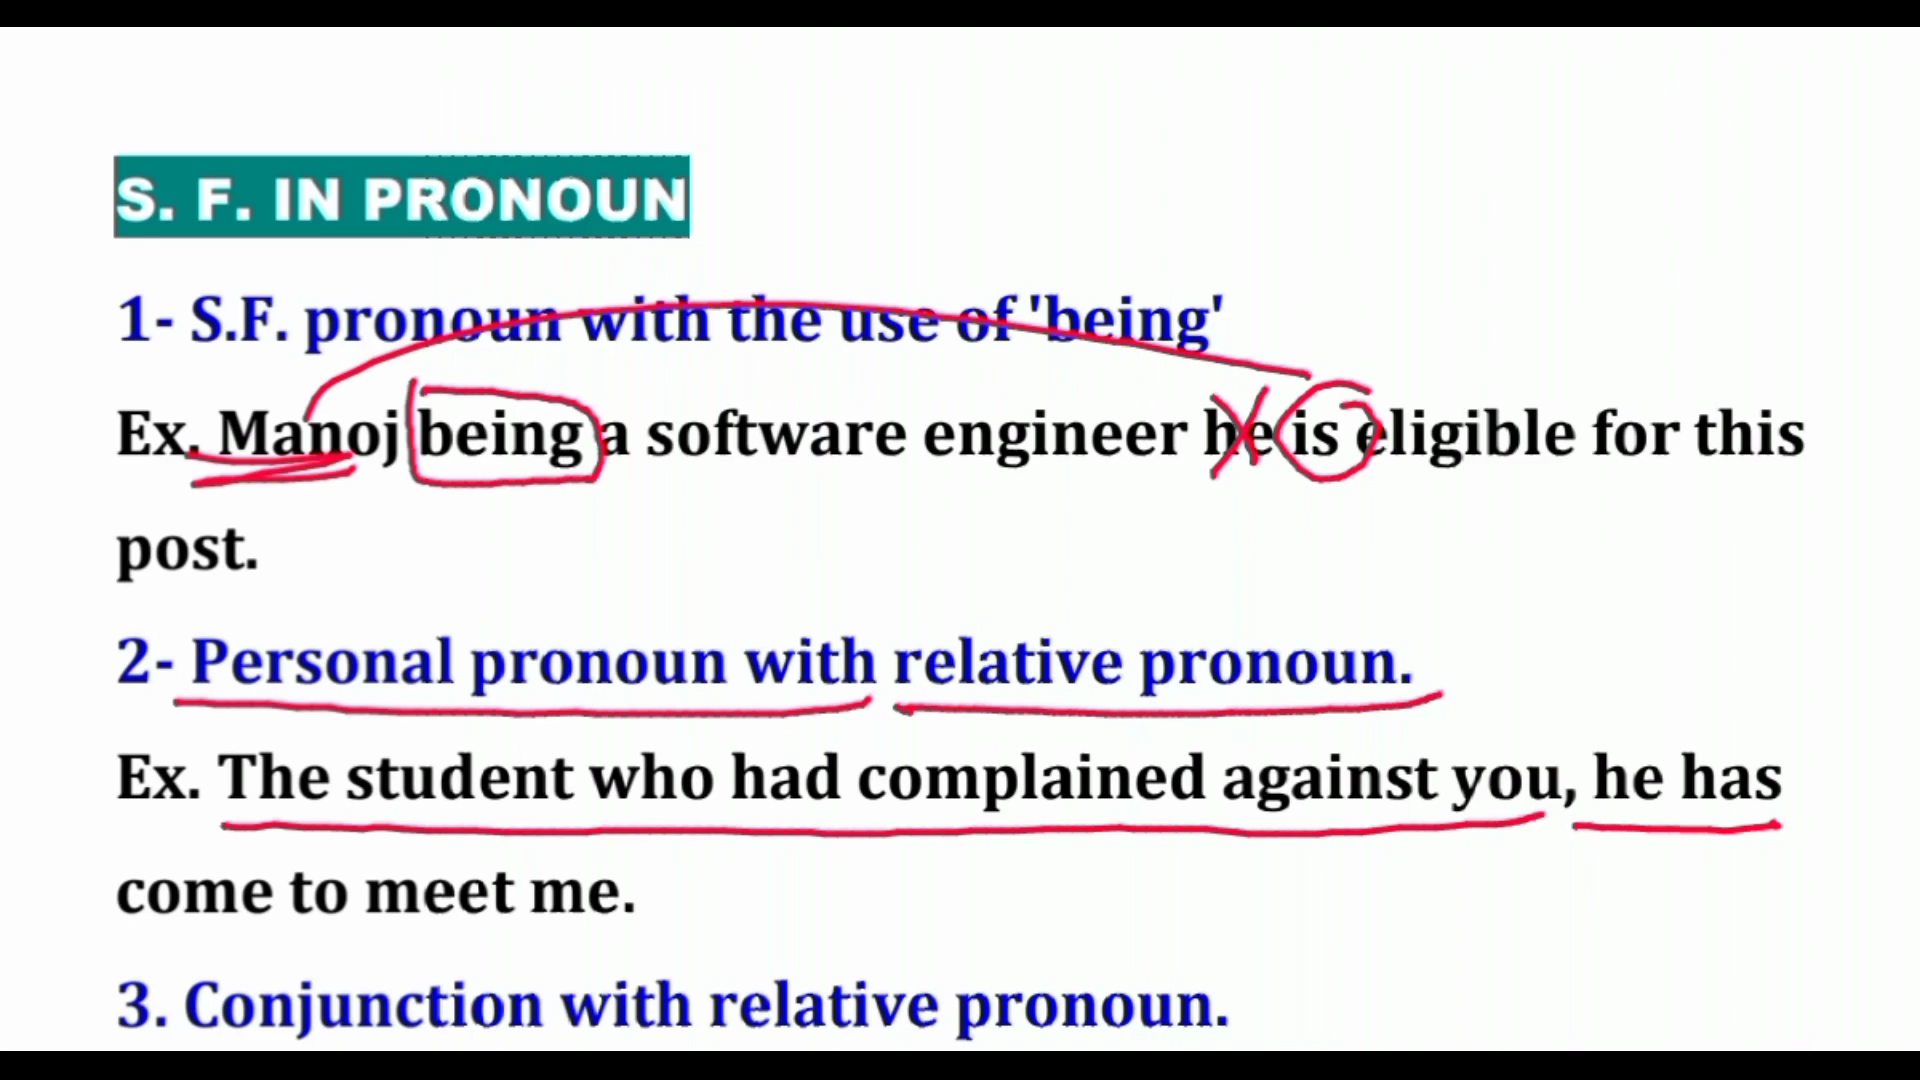 S. F. IN PRONOUN
1- S.F. pronoun with the use of 'being'
Ex. Manoj being a software engineer he is eligible for this
post.
2- Personal pronoun with relative pronoun.
Ex. The student who had complained against you, he has
come to meet me.
3. Conjunction with relative pronoun.